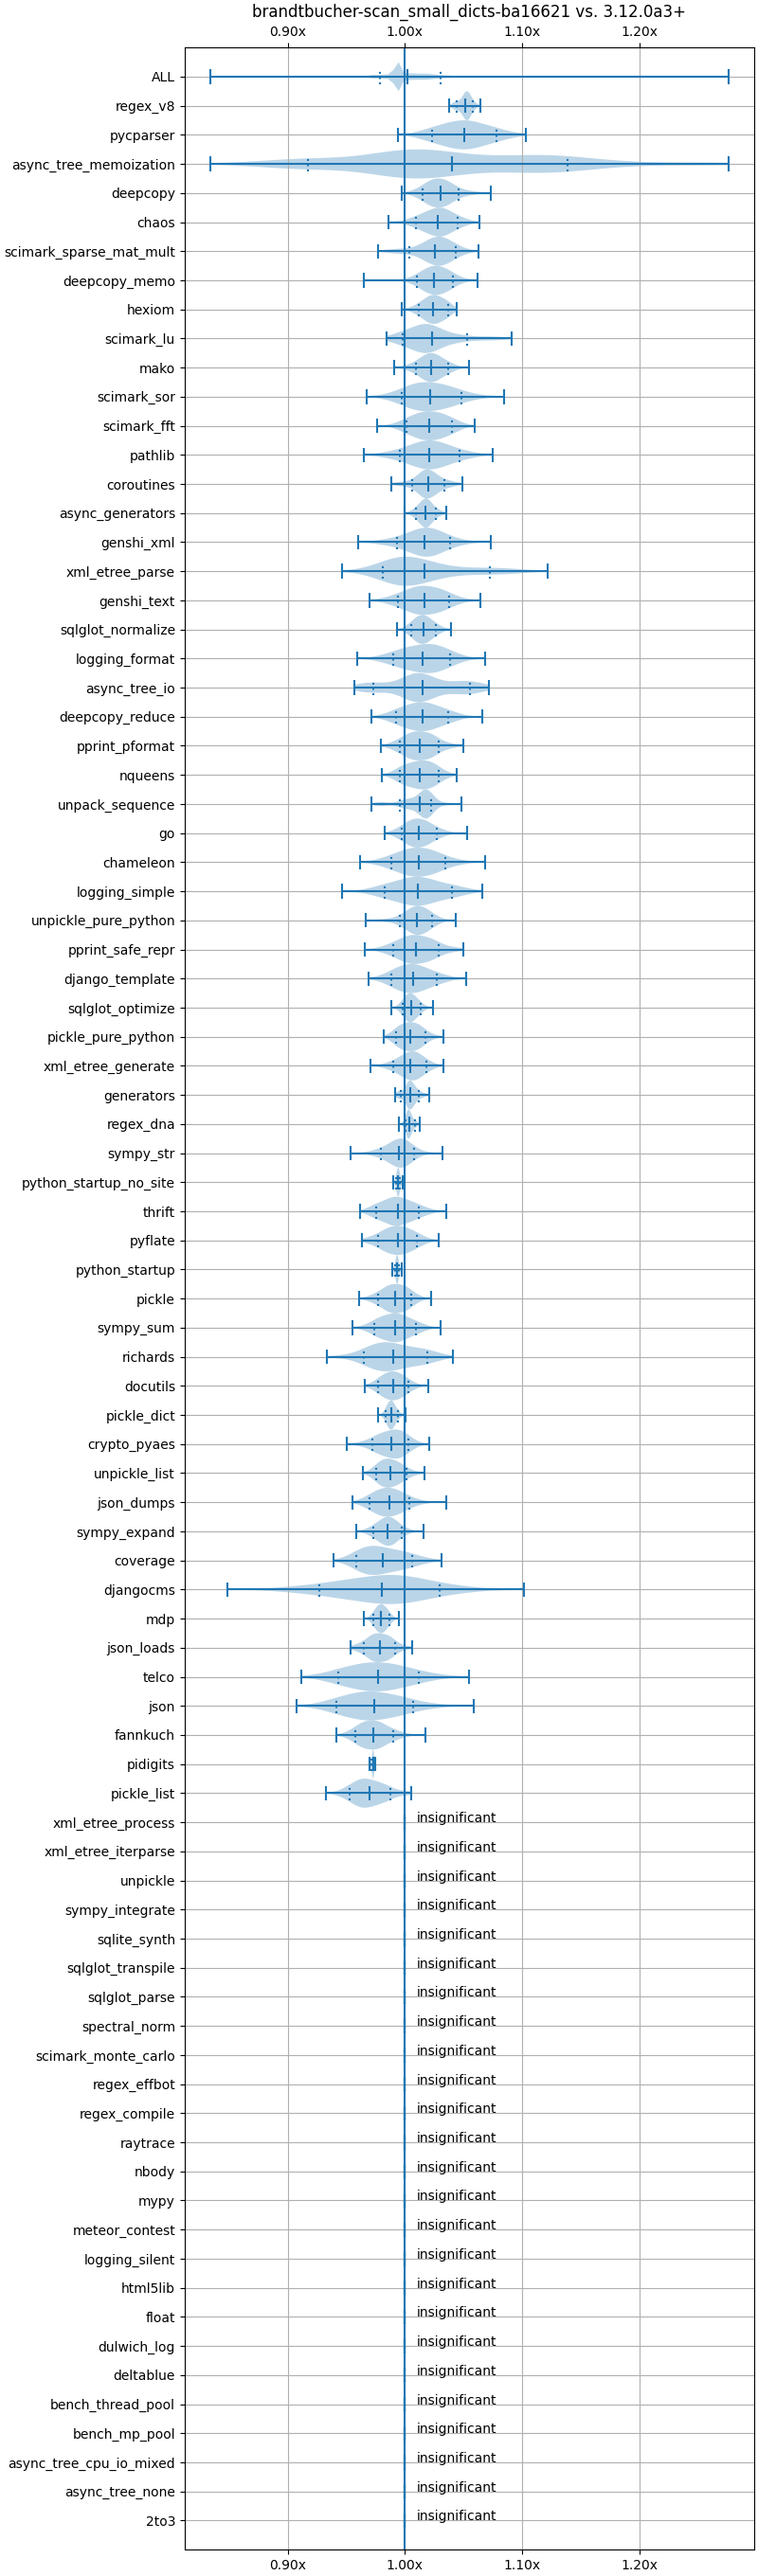 brandtbucher-scan_small_dicts-ba16621 vs. 3.12.0a3+
0.90x 1.00x 1.10x 1.20x
ALL
regex_v8
pycparser
async_tree_memoization
deepcopy
chaos
scimark_sparse_mat_mult
deepcopy_memo
hexiom
scimark_lu
mako
scimark_sor
scimark_fft
pathlib
coroutines
async_generators
genshi_xml
xml_etree_parse
genshi_text
sqlglot_normalize
logging_format
async_tree_io
deepcopy_reduce
pprint_pformat
nqueens
unpack_sequence
go
chameleon
logging_simple
unpickle_pure_python
pprint_safe_repr
django_template
sqlglot_optimize
pickle_pure_python
xml_etree_generate
generators
regex_dna
sympy_str
python_startup_no_site
thrift
pyflate
python_startup
pickle
sympy_sum
richards
docutils
pickle_dict
crypto_pyaes
unpickle_list
json_dumps
sympy_expand
coverage
djangocms
mdp
json_loads
telco
json
fannkuch
pidigits
pickle_list
xml_etree_process insignificant
xml_etree_iterparse insignificant
unpickle insignificant
sympy_integrate insignificant
sqlite_synth insignificant
sqlglot_transpile insignificant
sqlglot_parse insignificant
spectral_norm insignificant
scimark_monte_carlo insignificant
regex_effbot insignificant
regex_compile insignificant
raytrace insignificant
nbody insignificant
mypy insignificant
meteor_contest insignificant
logging_silent insignificant
html5lib insignificant
float insignificant
dulwich_log insignificant
deltablue insignificant
bench_thread_pool insignificant
bench_mp_pool insignificant
async_tree_cpu_io_mixed insignificant
async_tree_none insignificant
2to3 insignificant
0.90x 1.00x 1.10x 1.20x